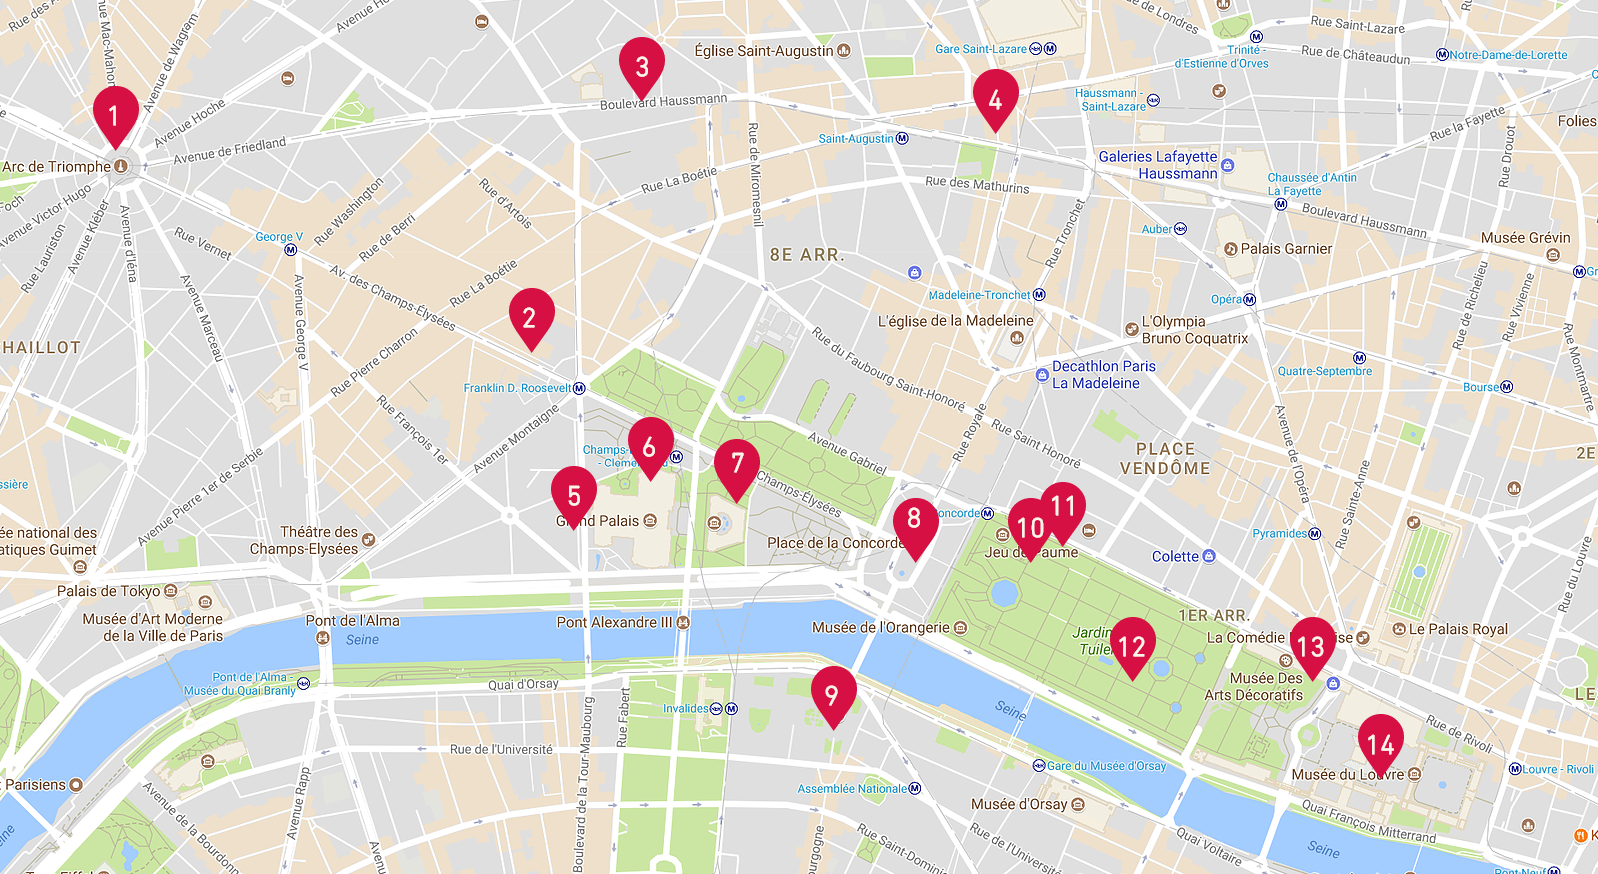 Rue des
Avenue Mac-Mahon
Avenue de Wagram
Avenue Ho
Église Saint-Augustin
Gare Saint-Lazare
de Londres
Rue Saint-Lazare
Trinité -
d'Estienne d'Orves
Rue de Châteaudun
Notre-Dame-de-Lorette
1
3
4
Avenue Hoche
Boulevard Haussmann
Haussmann -
Saint-Lazare
Rue la Fayette
Rue Drouot
Folies
Avenue de Friedland
Saint-Augustin
Arc de Triomphe
Galeries Lafayette
Haussmann
Chaussée d'Antin
La Fayette
Foch
Avenue Victor Hugo
Avenue Kléber
Rue Lauriston
Avenue d'Iéna
Rue Washington
Rue de Berri
Rue d'Artois
Rue La Boétie
Rue de Miromesnil
Rue des Mathurins
Rue Tronchet
Boulevard Haussmann
Auber
Palais Garnier
Musée Grévin
Rue Vernet
George V
8E ARR.
Avenue Marceau
Avenue George V
Av. des Champs-Élysées
Rue La Boétie
Madeleine-Tronchet
Opéra
Rue de Richelieu
Rue Vivienne
Gr
2
L'église de la Madeleine
L'Olympia
Bruno Coquatrix
HAILLOT
Rue Pierre Charron
Rue du Faubourg Saint-Honoré
Decathlon Paris
La Madeleine
Quatre-Septembre
Bourse
Rue Montmartre
Franklin D. Roosevelt
Rue François 1er
Avenue Montaigne
Avenue Gabriel
Rue Royale
Rue Saint Honoré
PLACE
VENDÔME
Avenue de l'Opéra
Rue Sainte-Anne
2E
Avenue Pierre 1er de Serbie
Champs-
- Clem
6
7
Champs-Élysées
ssière
5
8
10
11
Grand Palais
Concorde
Place de la Concorde
Jeu de Paume
Colette
Pyramides
Rue du Louvre
ée national des
atiques Guimet
Théâtre des
Champs-Elysées
Palais de Tokyo
Musée d'Art Moderne
de la Ville de Paris
Pont de l'Alma
Seine
Pont Alexandre III
Musée de l'Orangerie
1ER ARR.
Jardin
Tuile
12
La Comédie
ise
13
Le Palais Royal
Pont de l'Alma -
Musée du Quai Branly
Quai d'Orsay
9
Musée Des
Arts Décoratifs
LE
Invalides
Seine
Rue de Rivoli
14
Rue Fabert
Boulevard de la Tour-Maubourg
Rue de l'Université
Gare du Musée d'Orsay
Musée du Louvre
Louvre - Rivoli
t Parisiens
Avenue Rapp
Avenue de la Bourdonn
Assemblée Nationale
Musée d'Orsay
Quai François Mitterrand
Seine
Avenue
ourgogne
Rue Saint-Domini
Rue de l'Université
Quai Voltaire
Seine
K
Pont-Neuf